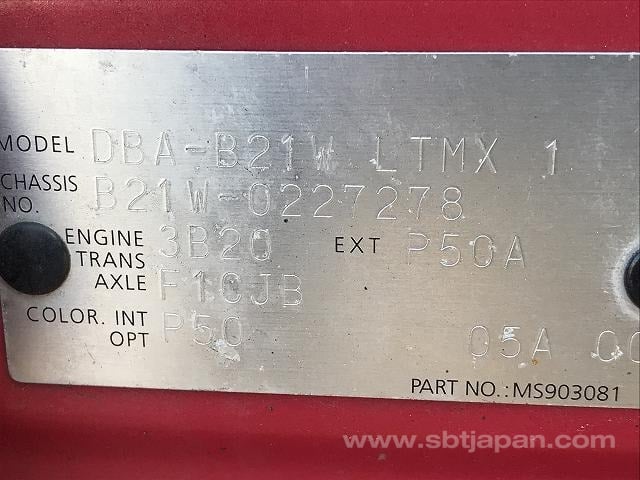 MODEL DBA-B21W LTMX 1
CHASSIS NO. B21W-0227278
ENGINE 3B20 EXT P50A
TRANS AXLE F1CJB
COLOR. INT P50
OPT 05A
PART NO.:MS903081
www.sbtjapan.com